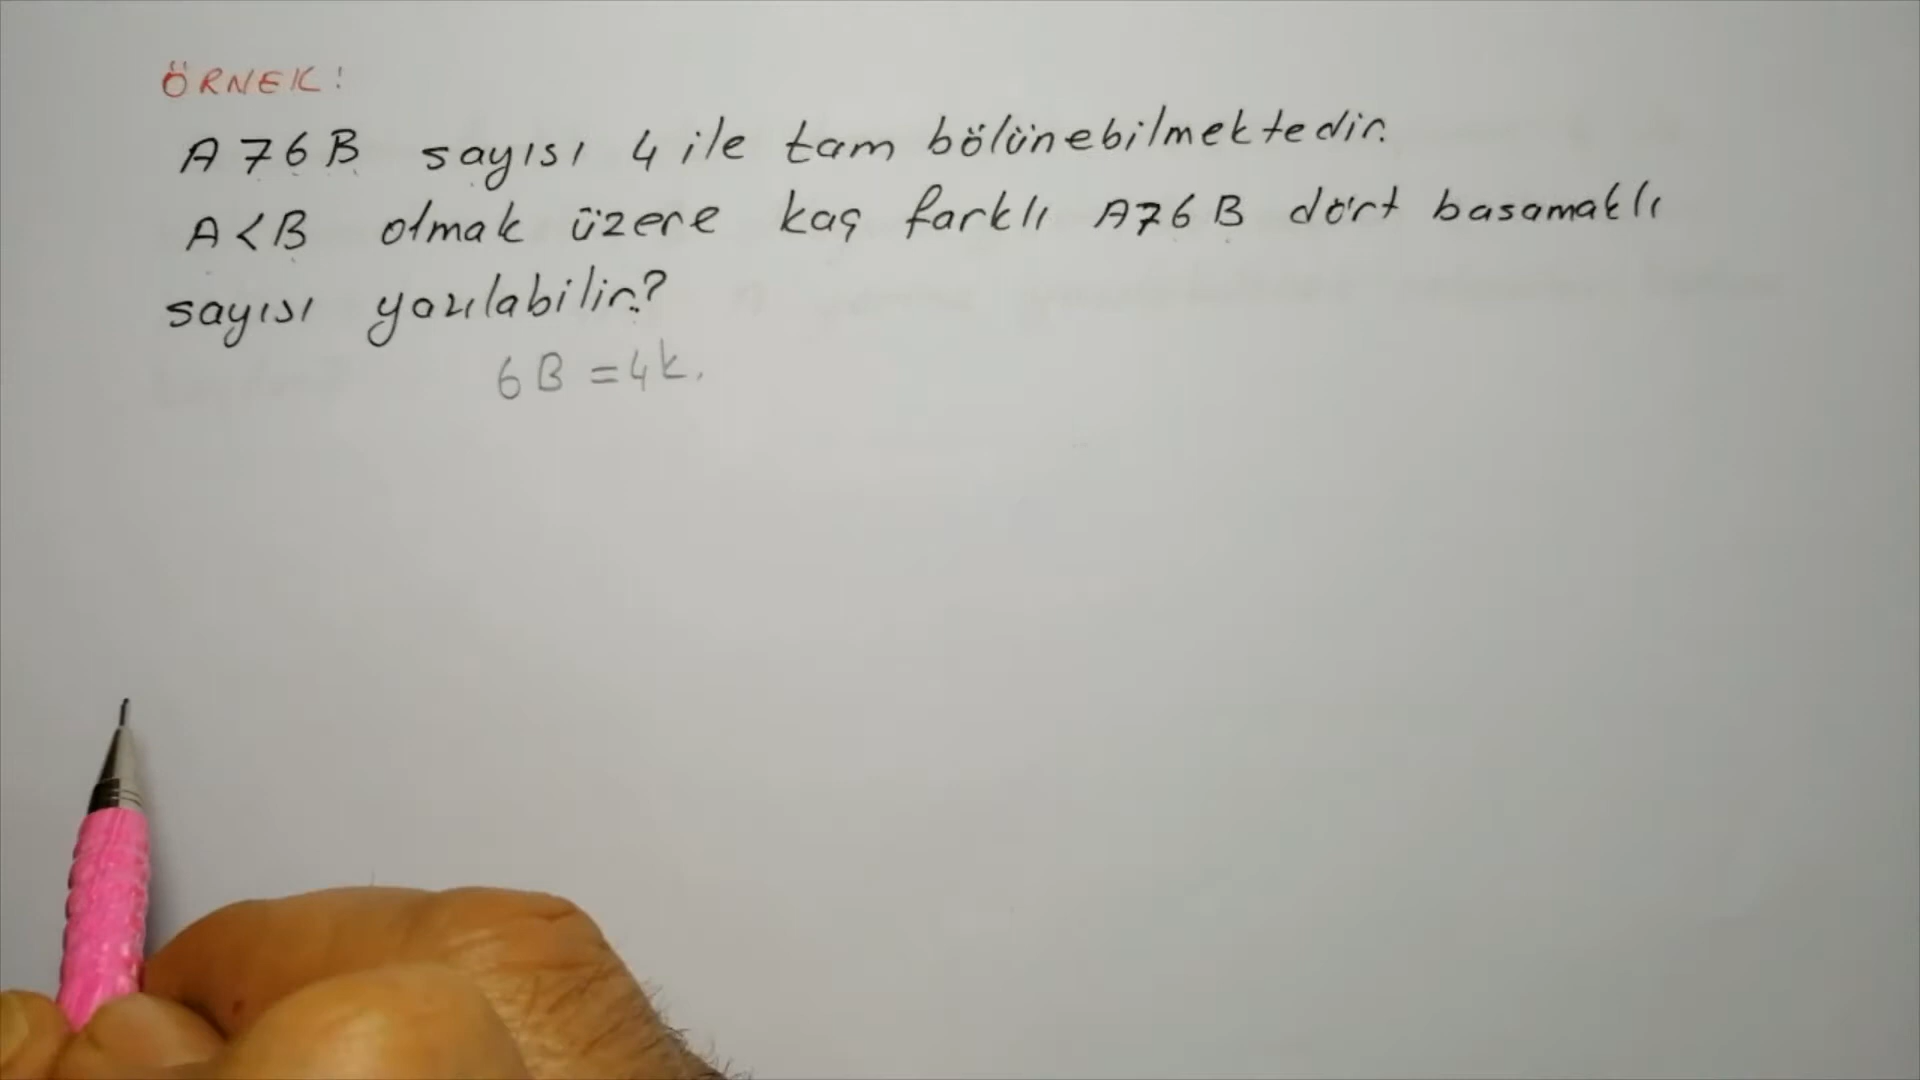 ÖRNEK:
A76B sayısı 4 ile tam bölünebilmektedir.
A<B olmak üzere kaç farklı A76B dört basamaklı
sayısı yazılabilir?
6B=4k.